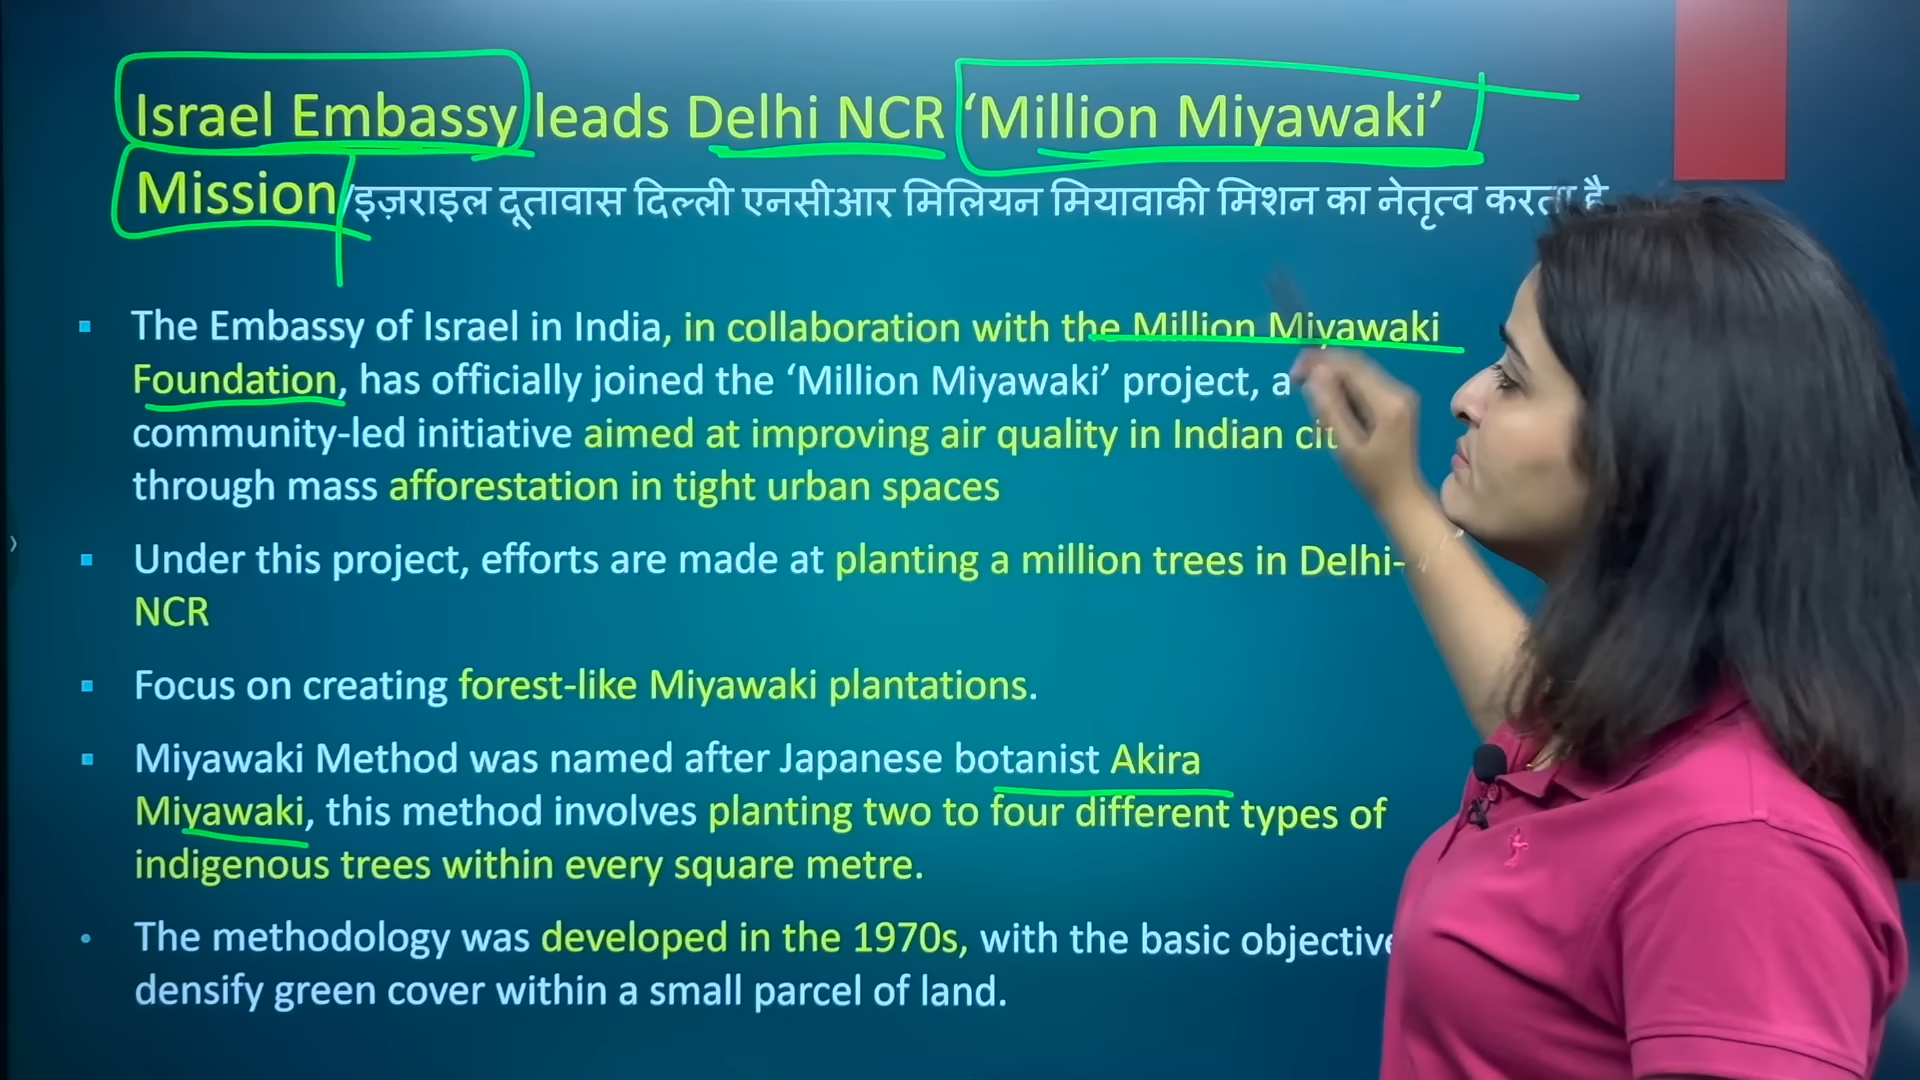 Israel Embassy leads Delhi NCR ‘Million Miyawaki’
Mission/इज़राइल दूतावास दिल्ली एनसीआर मिलियन मियावाकी मिशन का नेतृत्व करता है
The Embassy of Israel in India, in collaboration with the Million Miyawaki
Foundation, has officially joined the ‘Million Miyawaki’ project, a
community-led initiative aimed at improving air quality in Indian
through mass afforestation in tight urban spaces
Under this project, efforts are made at planting a million trees in Delhi-
NCR
Focus on creating forest-like Miyawaki plantations.
Miyawaki Method was named after Japanese botanist Akira
Miyawaki, this method involves planting two to four different types of
indigenous trees within every square metre.
The methodology was developed in the 1970s, with the basic objective
densify green cover within a small parcel of land.